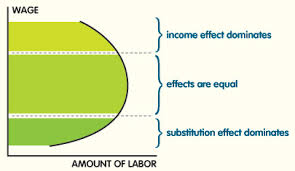 WAGE
income effect dominates
effects are equal
substitution effect dominates
AMOUNT OF LABOR